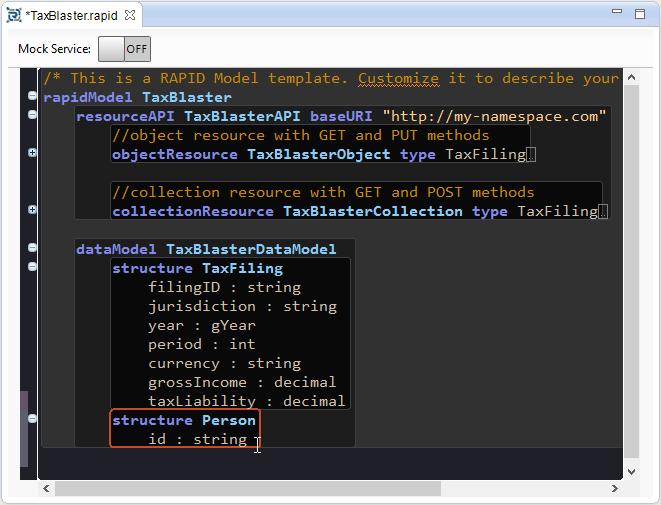 *TaxBlaster.rapid
Mock Service: OFF
/* This is a RAPID Model template. Customize it to describe your
rapidModel TaxBlaster
resourceAPI TaxBlasterAPI baseURI "http://my-namespace.com"
//object resource with GET and PUT methods
objectResource TaxBlasterObject type TaxFiling
//collection resource with GET and POST methods
collectionResource TaxBlasterCollection type TaxFiling
dataModel TaxBlasterDataModel
structure TaxFiling
filingID : string
jurisdiction : string
year : gYear
period : int
currency : string
grossIncome : decimal
taxLiability : decimal
structure Person
id : string